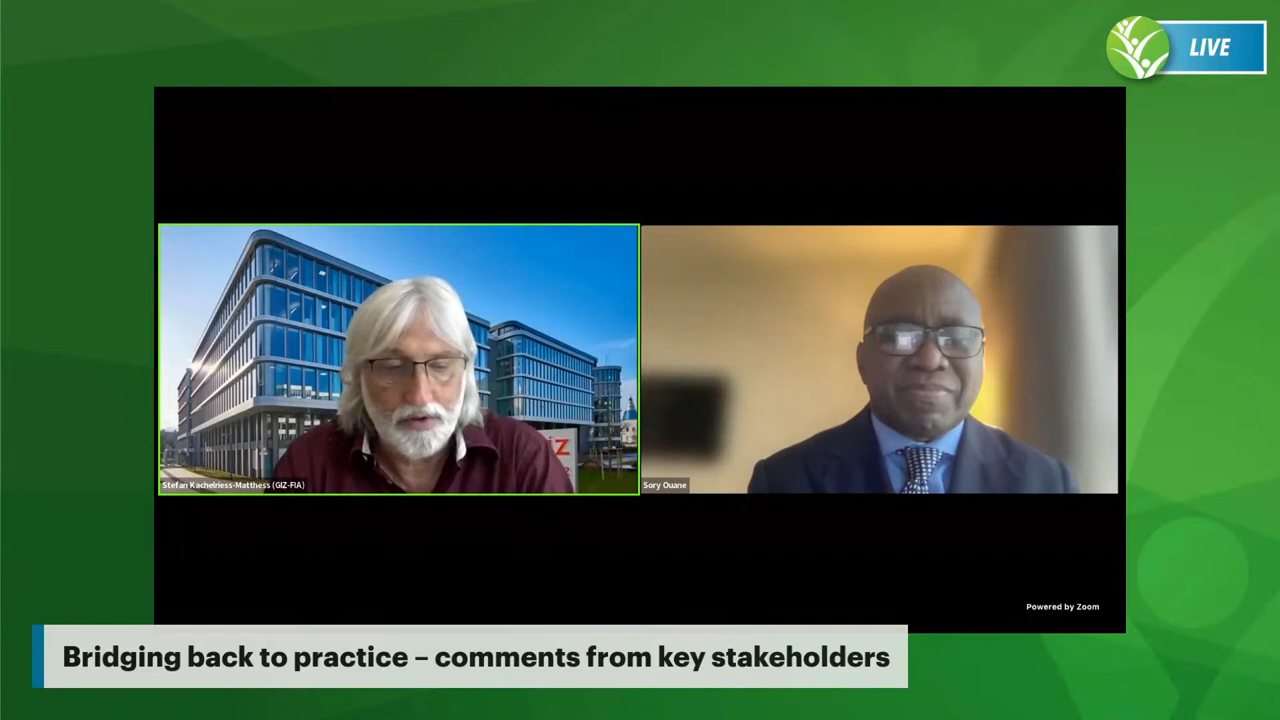 LIVE
iZ
Stefan Kachelriess-Matthess (GIZ-FIA)
Sory Ouane
Powered by Zoom
Bridging back to practice – comments from key stakeholders